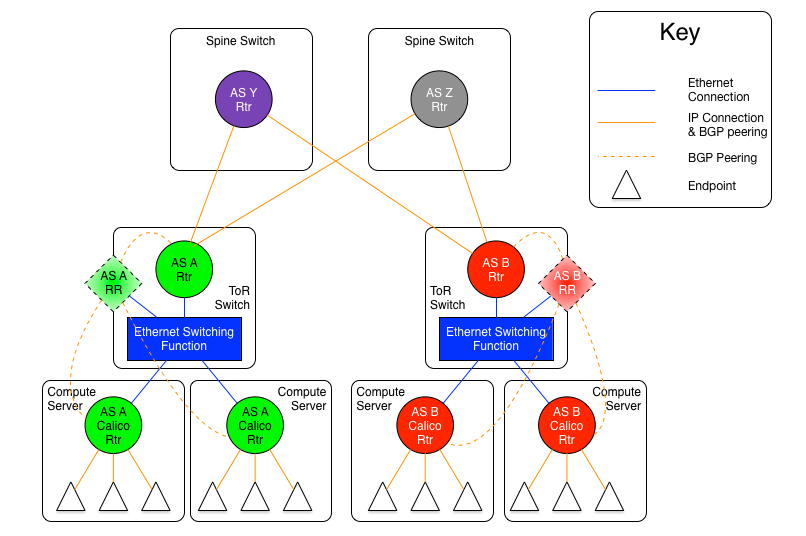 Spine Switch
AS Y
Rtr
Spine Switch
AS Z
Rtr
Key
Ethernet
Connection
IP Connection
& BGP peering
BGP Peering
Endpoint
AS A
RR
AS A
Rtr
ToR
Switch
Ethernet Switching
Function
AS B
Rtr
AS B
RR
ToR
Switch
Ethernet Switching
Function
Compute
Server
AS A
Calico
Rtr
Compute
Server
AS A
Calico
Rtr
Compute
Server
AS B
Calico
Rtr
Compute
Server
AS B
Calico
Rtr